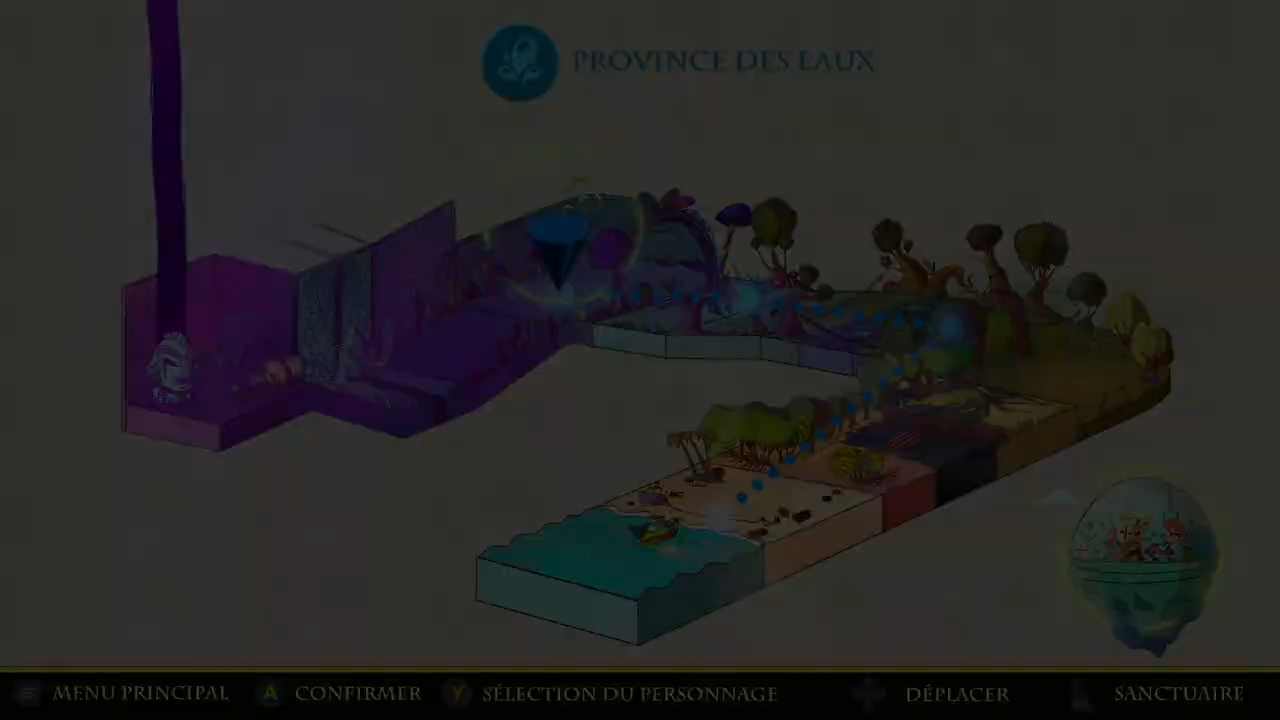 PROVINCE DES EAUX
MENU PRINCIPAL A CONFIRMER Y SÉLECTION DU PERSONNAGE DÉPLACER L SANCTUAIRE